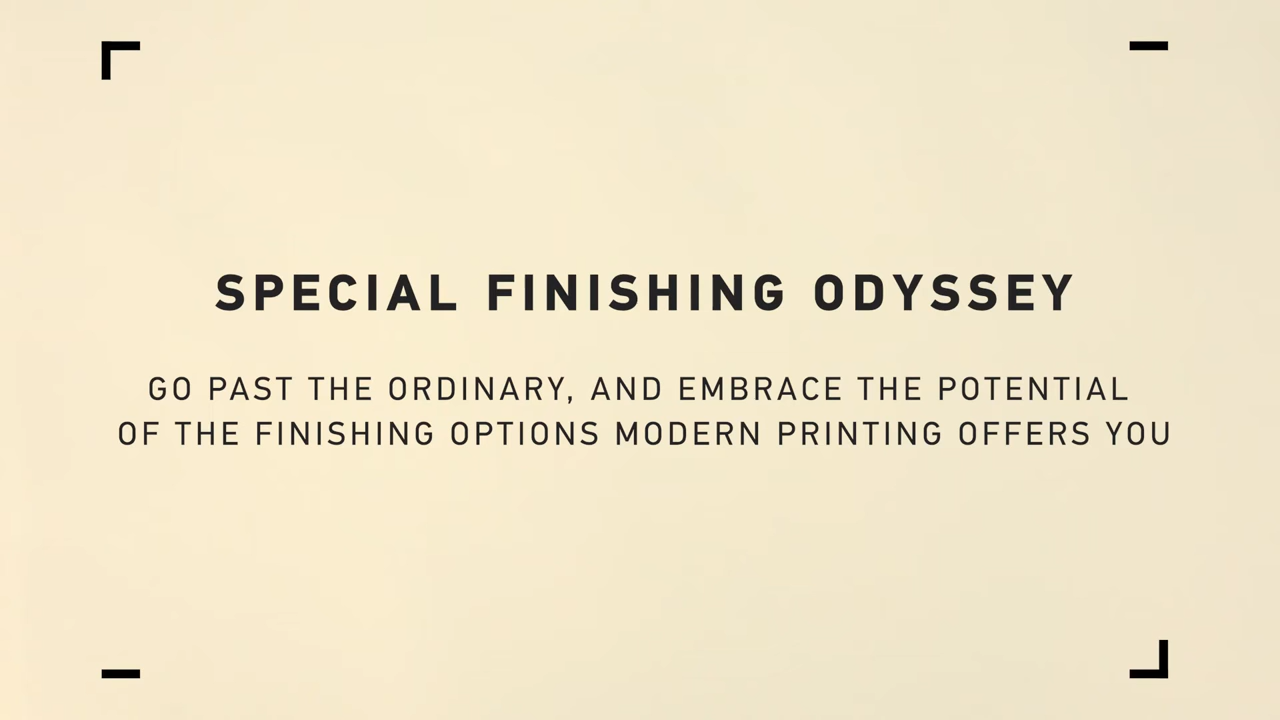 SPECIAL FINISHING ODYSSEY
GO PAST THE ORDINARY, AND EMBRACE THE POTENTIAL
OF THE FINISHING OPTIONS MODERN PRINTING OFFERS YOU